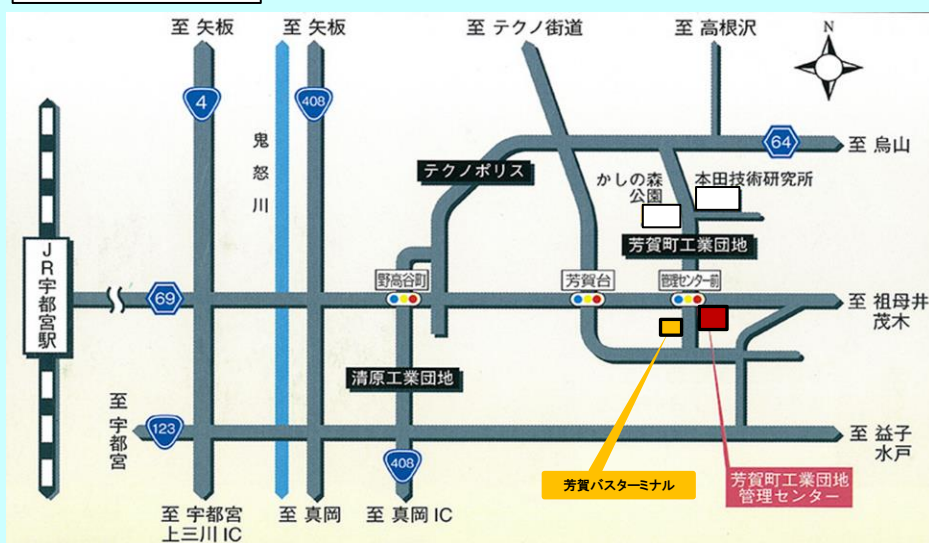 至 矢板
至 矢板
至 テクノ街道
至 高根沢
N
4
408
鬼怒川
64
至 烏山
テクノポリス
かしの森
公園
本田技術研究所
芳賀町工業団地
JR宇都宮駅
69
野高谷町
芳賀台
管理センター前
至 祖母井
茂木
清原工業団地
至 宇都宮
123
408
至 益子
水戸
芳賀バスターミナル
芳賀町工業団地
管理センター
至 宇都宮
上三川IC
至 真岡
至 真岡IC